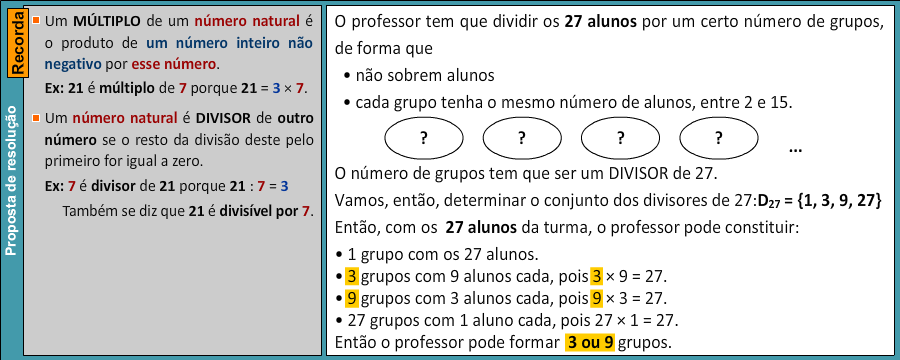 Recorda
Proposta de resolução
Um MÚLTIPLO de um número natural é
o produto de um número inteiro não
negativo por esse número.
Ex: 21 é múltiplo de 7 porque 21 = 3 × 7.
Um número natural é DIVISOR de outro
número se o resto da divisão deste pelo
primeiro for igual a zero.
Ex: 7 é divisor de 21 porque 21 : 7 = 3
Também se diz que 21 é divisível por 7.
O professor tem que dividir os 27 alunos por um certo número de grupos,
de forma que
• não sobrem alunos
• cada grupo tenha o mesmo número de alunos, entre 2 e 15.
? ? ? ? ...
O número de grupos tem que ser um DIVISOR de 27.
Vamos, então, determinar o conjunto dos divisores de 27:D₂₇ = {1, 3, 9, 27}
Então, com os 27 alunos da turma, o professor pode constituir:
• 1 grupo com os 27 alunos.
• 3 grupos com 9 alunos cada, pois 3 × 9 = 27.
• 9 grupos com 3 alunos cada, pois 9 × 3 = 27.
• 27 grupos com 1 aluno cada, pois 27 × 1 = 27.
Então o professor pode formar 3 ou 9 grupos.